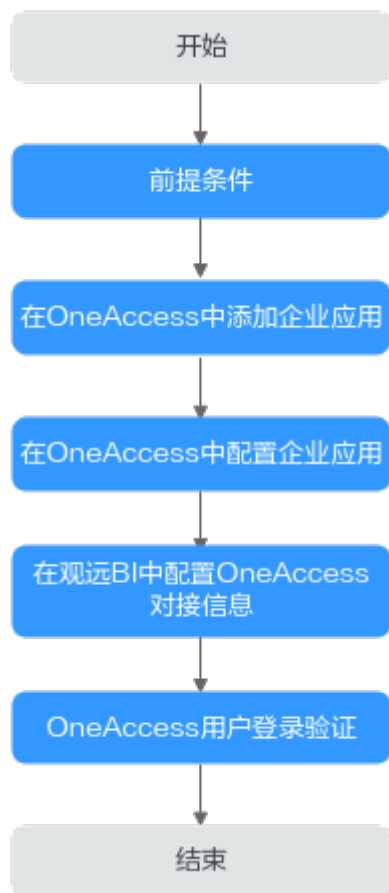 开始
前提条件
在OneAccess中添加企业应用
在OneAccess中配置企业应用
在观远BI中配置OneAccess
对接信息
OneAccess用户登录验证
结束